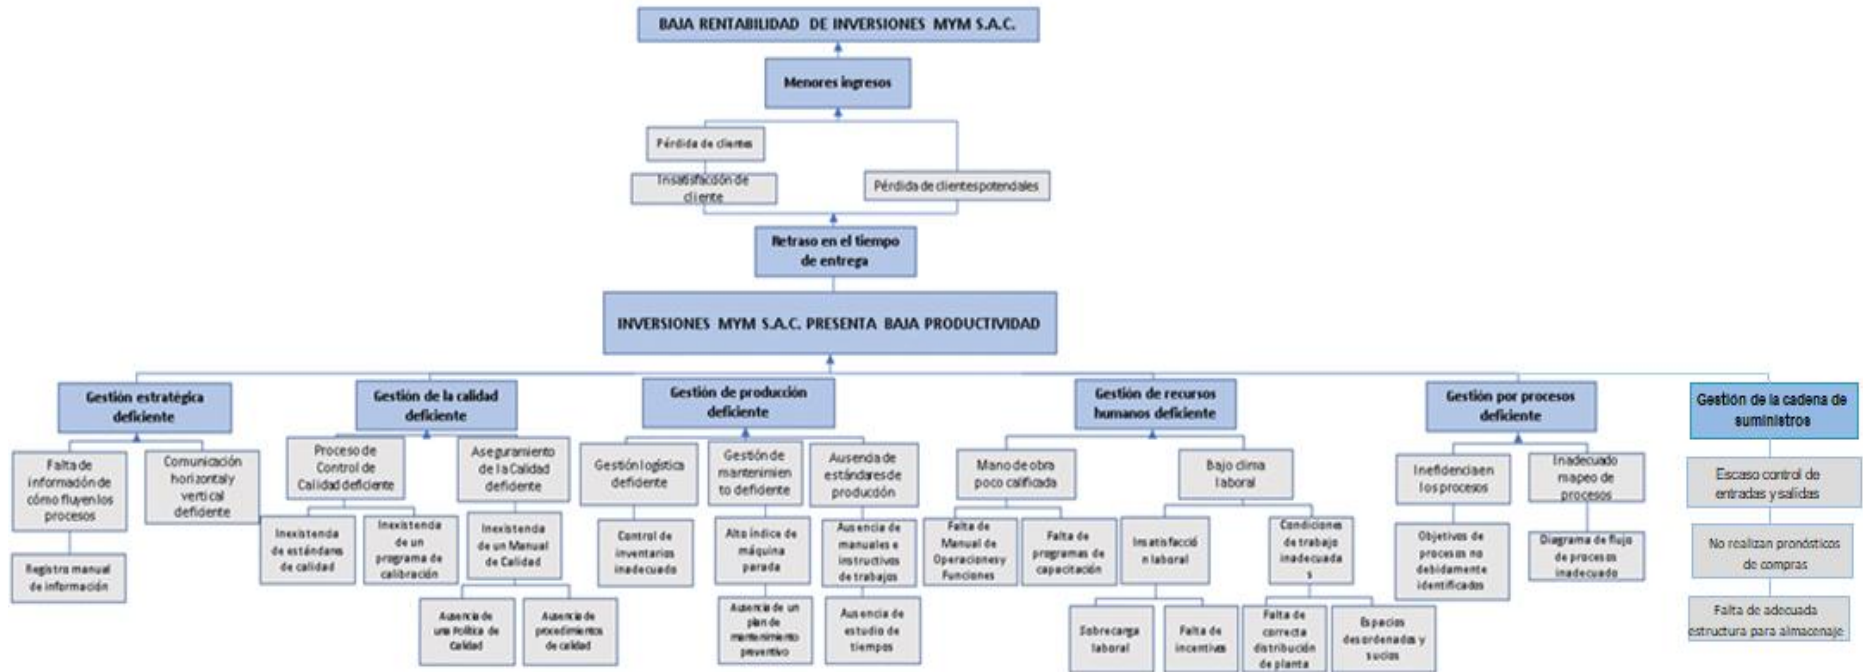 BAJA RENTABILIDAD DE INVERSIONES MYM S.A.C.
Menores ingresos
Pérdida de clientes
Insatisfacción de
cliente
Pérdida de clientes potenciales
Retraso en el tiempo
de entrega
INVERSIONES MYM S.A.C. PRESENTA BAJA PRODUCTIVIDAD
Gestión estratégica
deficiente
Falta de
información de
cómo fluyen los
procesos
Registro manual
de información
Comunicación
horizontal y
vertical
deficiente
Gestión de la calidad
deficiente
Proceso de
Control de
Calidad deficiente
Inexistencia
de estándares
de calidad
Inexistencia
de un
programa de
calibración
Aseguramiento
de la Calidad
deficiente
Inexistencia
de un Manual
de Calidad
Ausencia de
una Política de
Calidad
Ausencia de
procedimientos
de calidad
Gestión de producción
deficiente
Gestión logística
deficiente
Control de
inventarios
inadecuado
Gestión de
mantenimien
to deficiente
Alto índice de
máquina
parada
Ausencia de un
plan de
mantenimiento
preventivo
Ausencia de
estándares de
producción
Ausencia de
manuales e
instructivos
de trabajos
Ausencia de
estudio de
tiempos
Gestión de recursos
humanos deficiente
Mano de obra
poco calificada
Falta de
Manual de
Operaciones y
Funciones
Falta de
programas de
capacitación
Bajo clima
laboral
Insatisfacció
n laboral
Sobrecarga
laboral
Falta de
incentivos
Condiciones
de trabajo
inadecuada
s
Falta de
correcta
distribución
de planta
Espacios
desordenados y
sucios
Gestión por procesos
deficiente
Ineficiencia en
los procesos
Objetivos de
procesos no
debidamente
identificados
Inadecuado
mapeo de
procesos
Diagrama de flujo
de procesos
inadecuado
Gestión de la cadena de
suministros
Escaso control de
entradas y salidas
No realizan pronósticos
de compras
Falta de adecuada
estructura para almacenaje